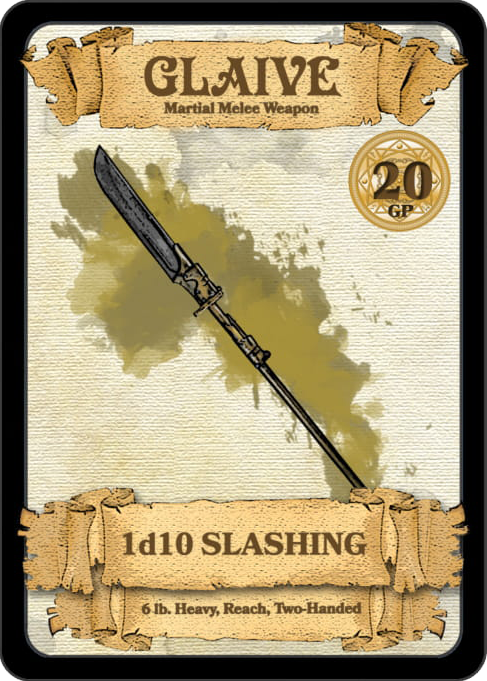 GLAIVE
Martial Melee Weapon
20
GP
1d10 SLASHING
6 lb. Heavy, Reach, Two-Handed